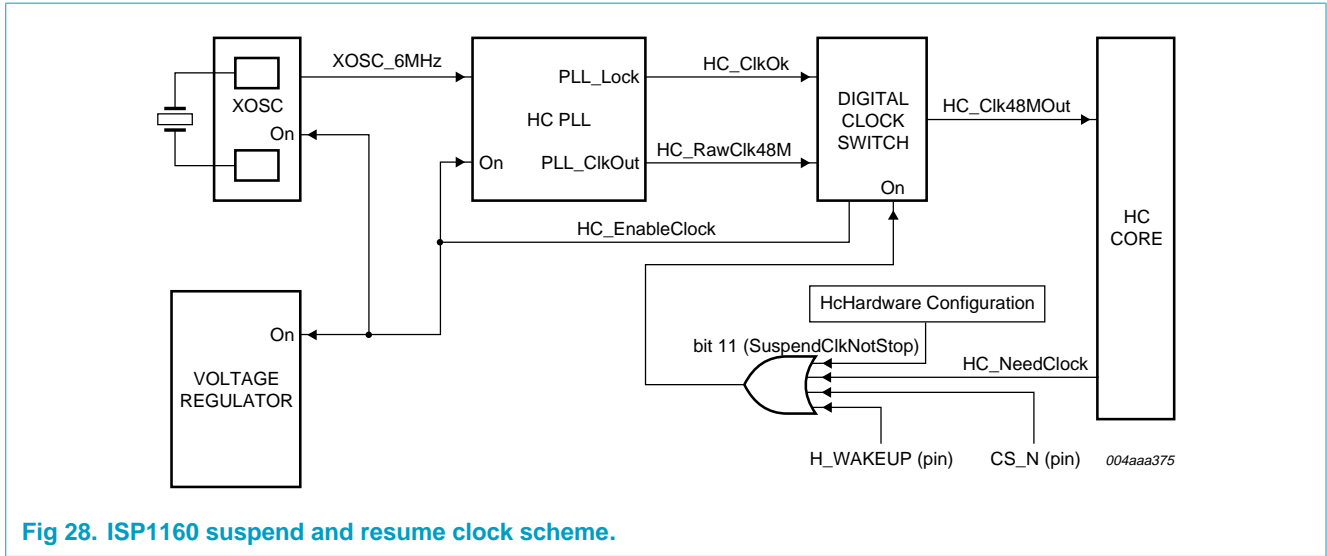 XOSC_6MHz
XOSC
On
PLL_Lock
HC PLL
On
PLL_ClkOut
HC_ClkOk
HC_RawClk48M
DIGITAL
CLOCK
SWITCH
On
HC_Clk48MOut
HC
CORE
HC_EnableClock
On
VOLTAGE
REGULATOR
HcHardware Configuration
bit 11 (SuspendClkNotStop)
HC_NeedClock
H_WAKEUP (pin)
CS_N (pin)
004aaa375
Fig 28. ISP1160 suspend and resume clock scheme.